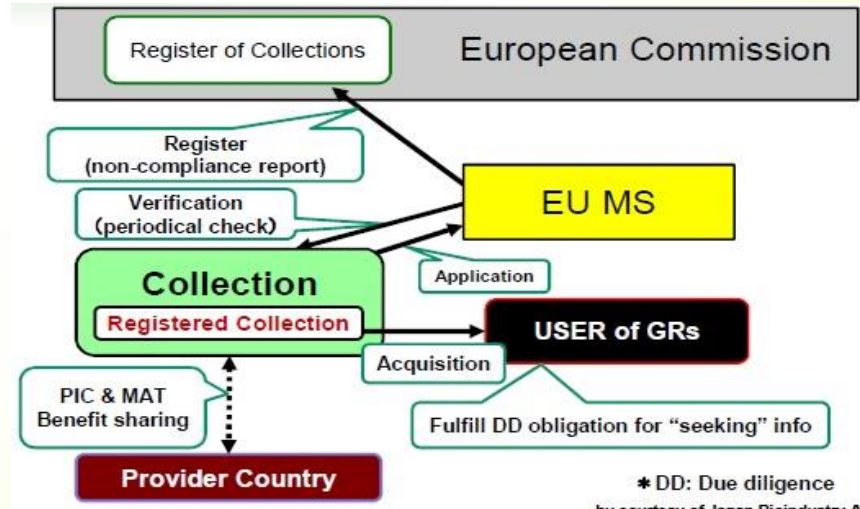 Register of Collections
European Commission
Register
(non-compliance report)
Verification
(periodical check)
EU MS
Application
Collection
Registered Collection
Acquisition
USER of GRs
PIC & MAT
Benefit sharing
Fulfill DD obligation for “seeking” info
Provider Country
* DD: Due diligence
by courtesy of Japan